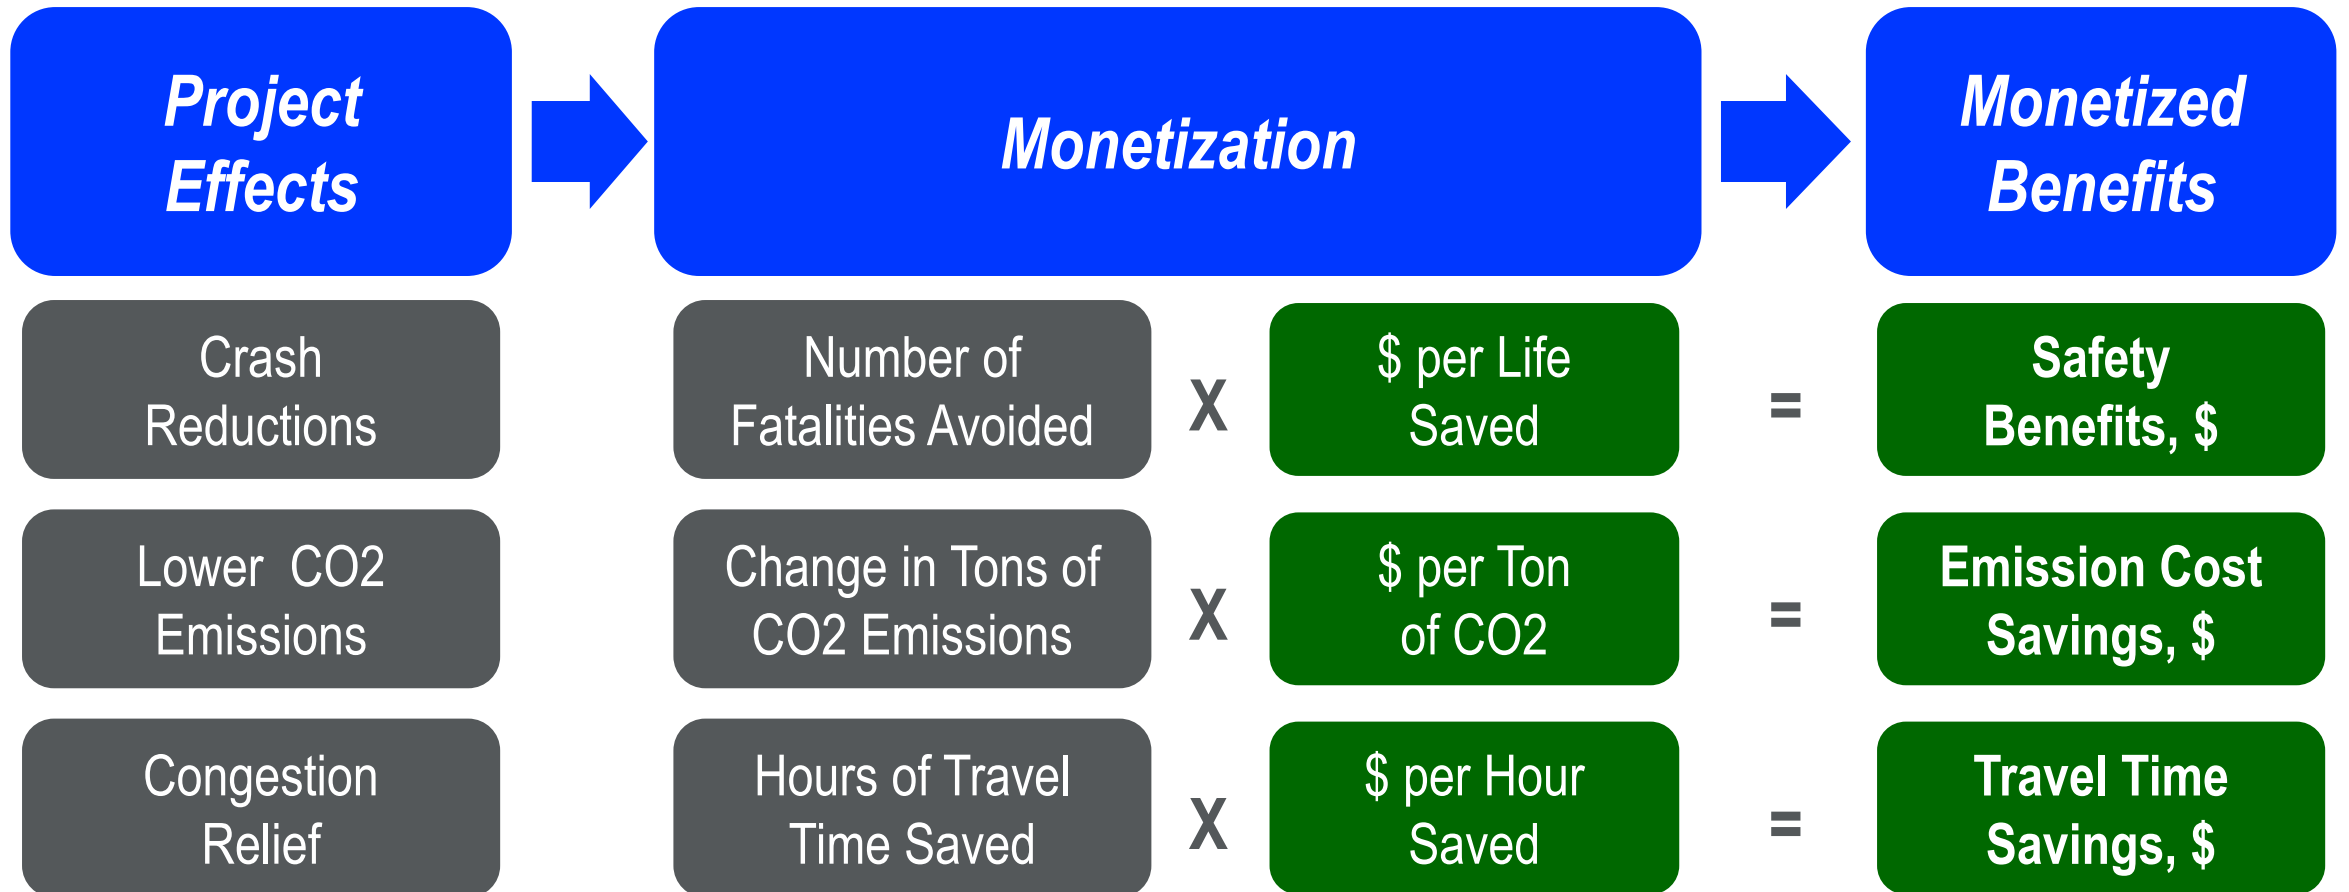 Project
Effects
Monetization
Monetized
Benefits
Crash
Reductions
Number of
Fatalities Avoided
X
$ per Life
Saved
=
Safety
Benefits, $
Lower  CO2
Emissions
Change in Tons of
CO2 Emissions
X
$ per Ton
of CO2
=
Emission Cost
Savings, $
Congestion
Relief
Hours of Travel
Time Saved
X
$ per Hour
Saved
=
Travel Time
Savings, $